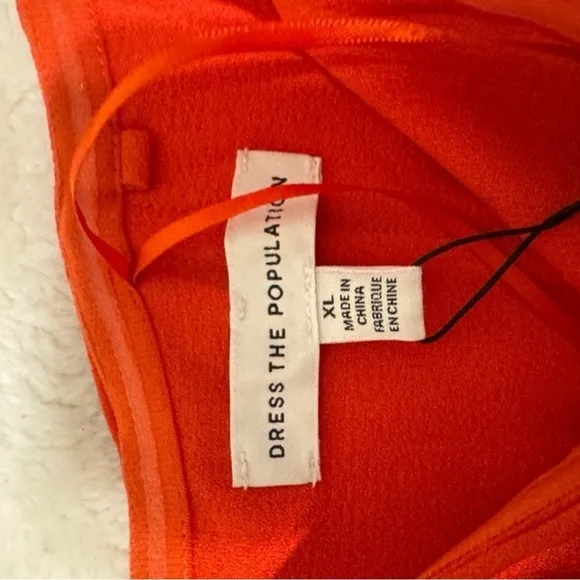 DRESS THE POPULATION
XL
MADE IN
CHINA
FABRIQUE
EN CHINE